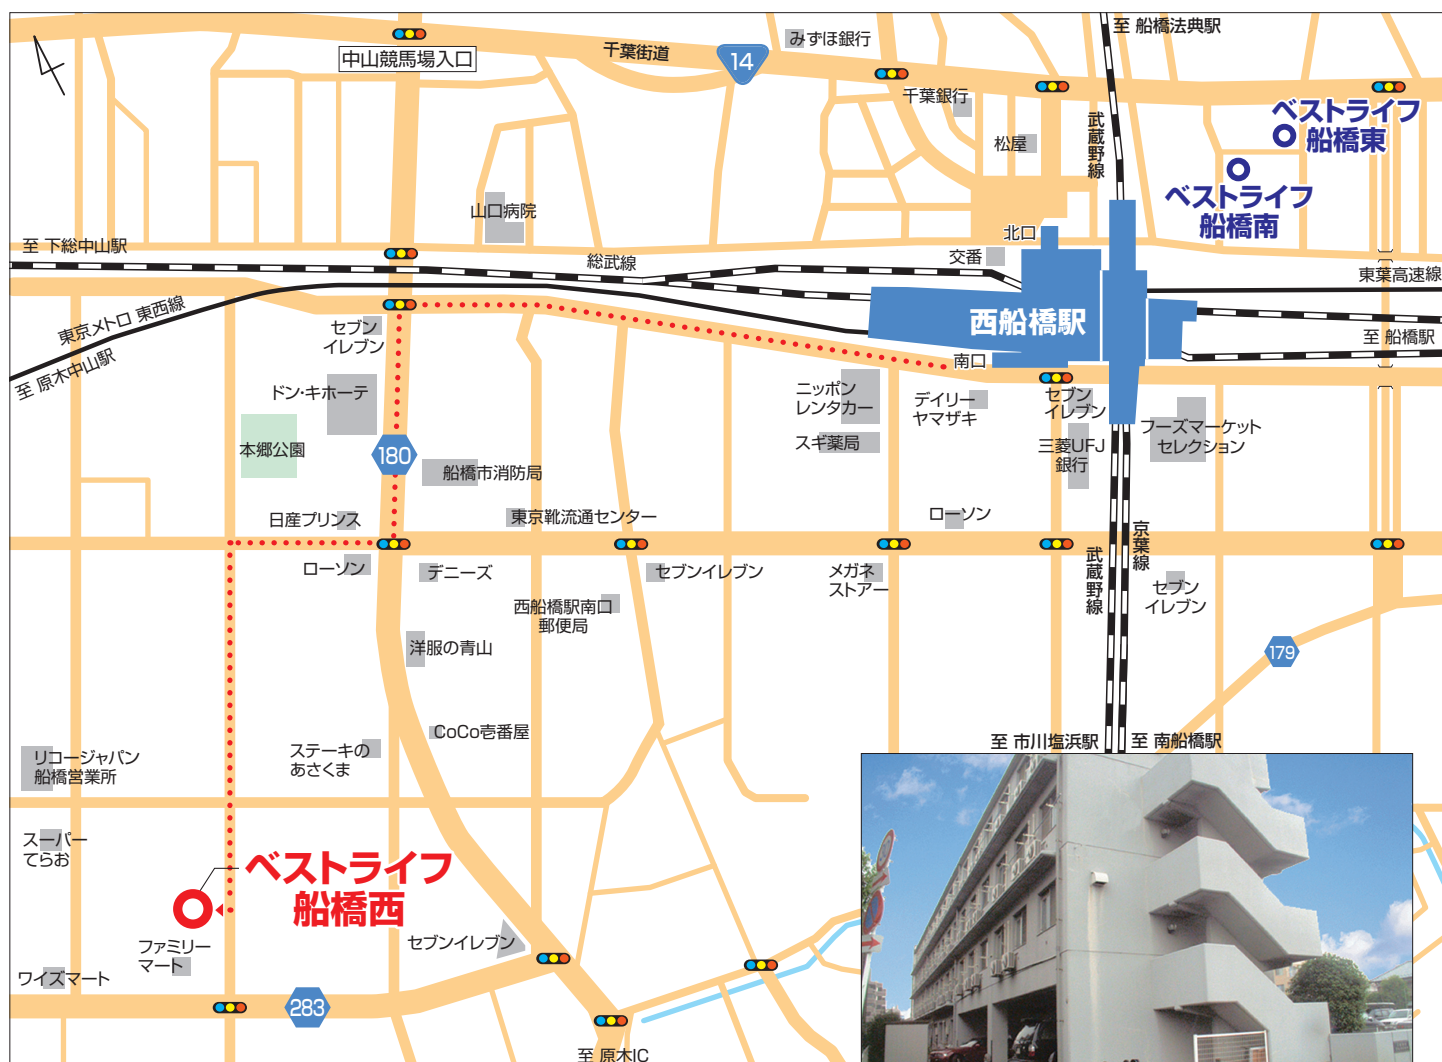 中山競馬場入口
千葉街道
14
みずほ銀行
至 船橋法典駅
千葉銀行
松屋
武蔵野線
ベストライフ
船橋東
ベストライフ
船橋南
山口病院
北口
交番
至 下総中山駅
総武線
東葉高速線
東京メトロ 東西線
至 原木中山駅
西船橋駅
至 船橋駅
南口
セブン
イレブン
ドン・キホーテ
ニッポン
レンタカー
デイリー
ヤマザキ
セブン
イレブン
フーズマーケット
セレクション
スギ薬局
三菱UFJ
銀行
本郷公園
180
船橋市消防局
日産プリンス
東京靴流通センター
ローソン
京葉線
武蔵野線
ローソン
デニーズ
セブンイレブン
メガネ
ストアー
セブン
イレブン
西船橋駅南口
郵便局
洋服の青山
179
CoCo壱番屋
至 市川塩浜駅
至 南船橋駅
リコージャパン
船橋営業所
ステーキの
あさくま
スーパー
てらお
ベストライフ
船橋西
ファミリー
マート
セブンイレブン
ワイズマート
283
至 原木IC